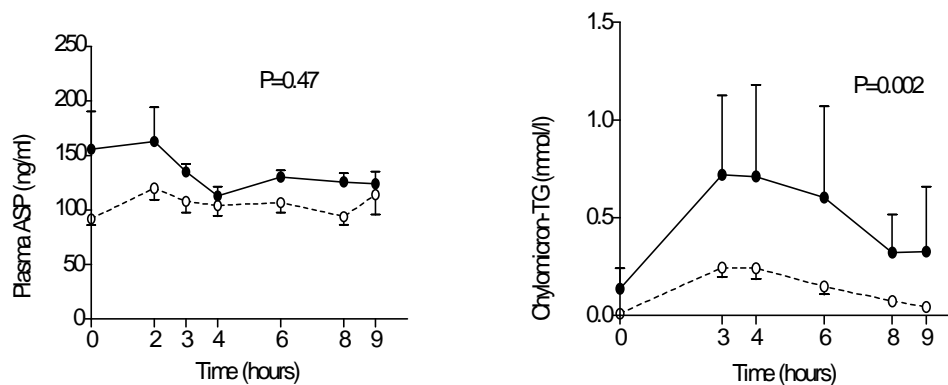 Plasma ASP (ng/ml)
250
200
150
100
50
0
P=0.47
0 2 3 4 6 8 9
Time (hours)
Chylomicron-TG (mmol/l)
1.5
1.0
0.5
0.0
P=0.002
0 3 4 6 8 9
Time (hours)